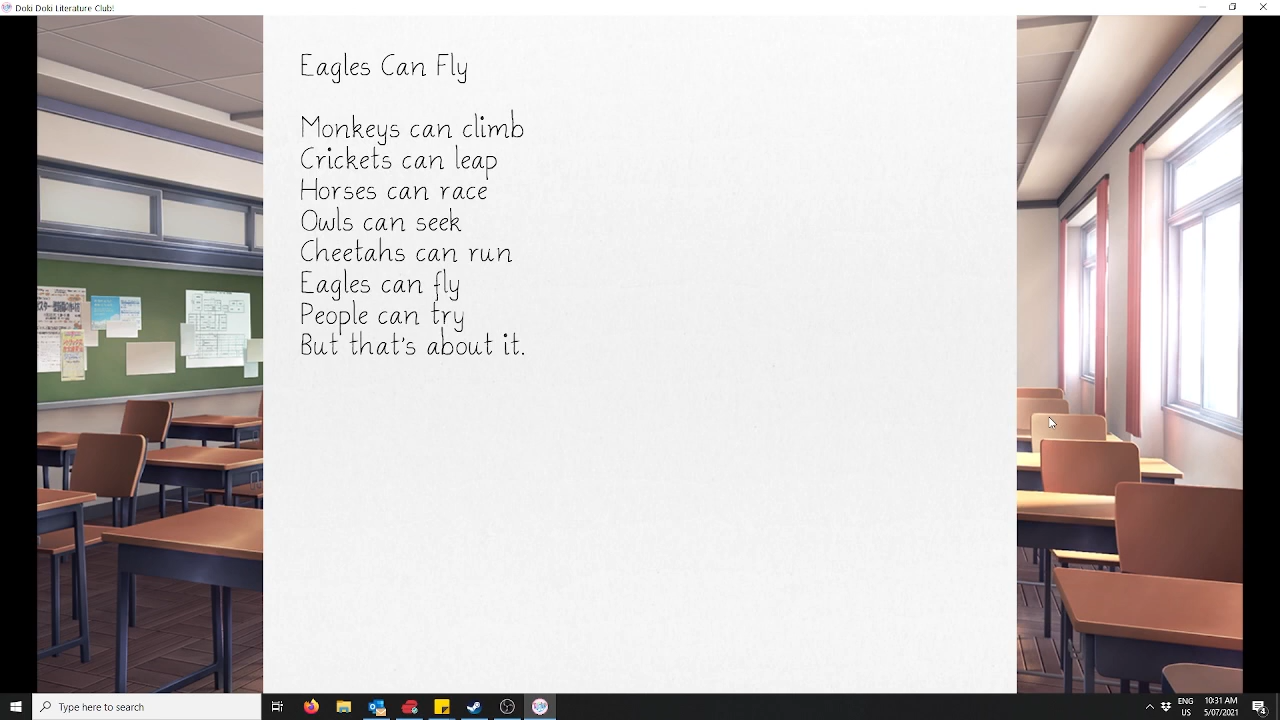 Doki Doki Literature Club!
Eagles Can Fly
Monkeys can climb
Crickets can leap
Horses can race
Owls can seek
Cheetahs can run
Eagles can fly
People can try
But that's about it.
Type here to search
ENG
US
10:31 AM
5/07/2021